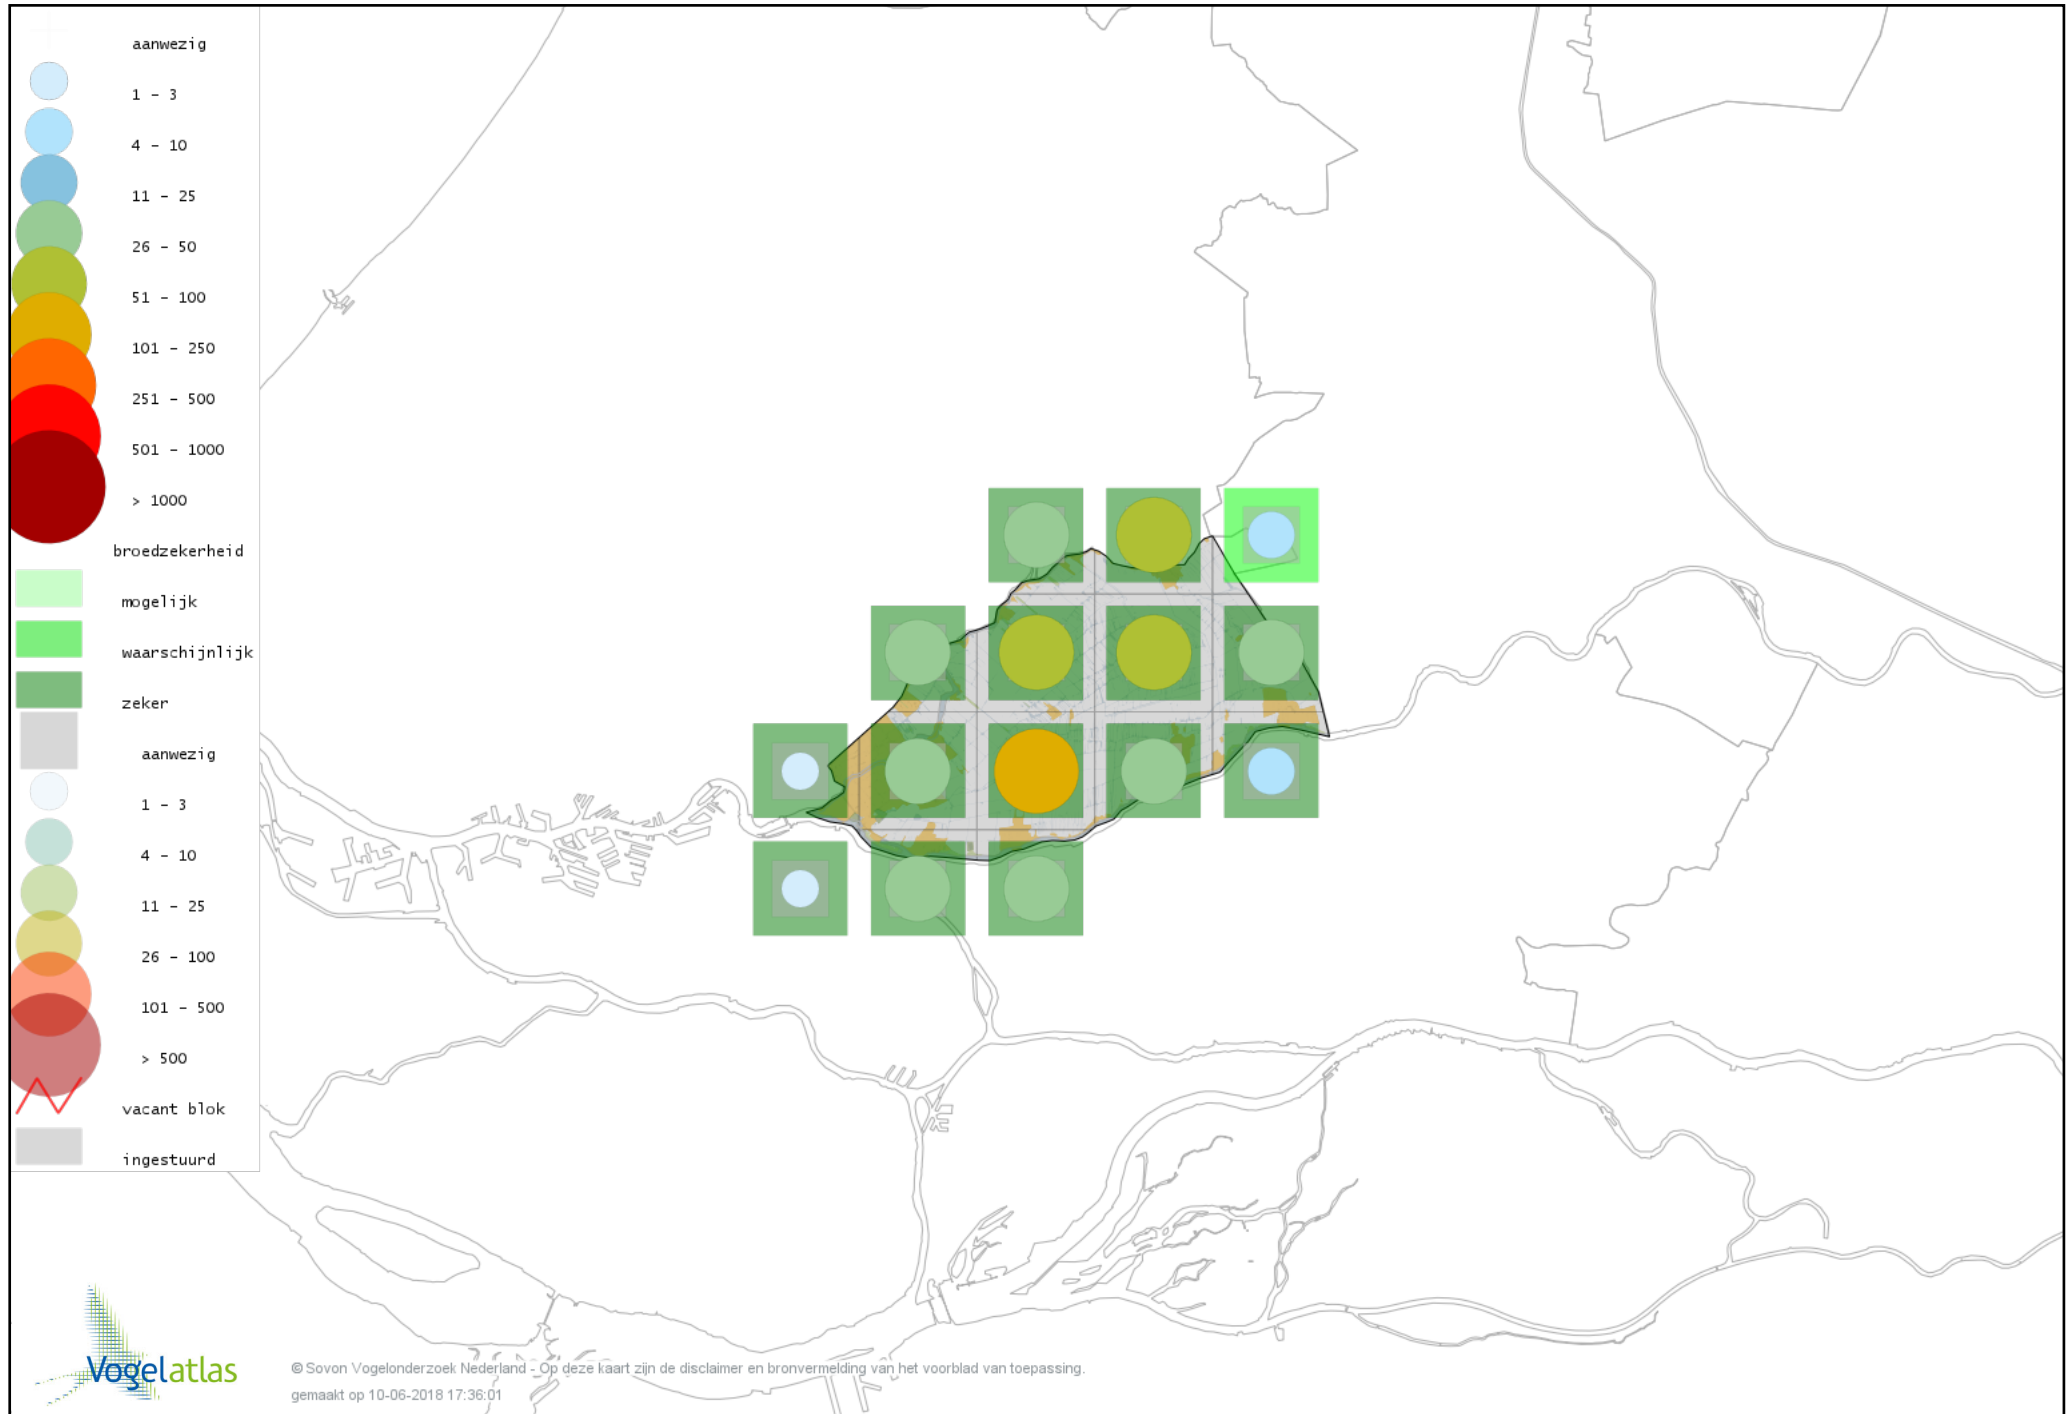 aanwezig
1 – 3
4 – 10
11 – 25
26 – 50
51 – 100
101 – 250
251 – 500
501 – 1000
> 1000
broedzekerheid
mogelijk
waarschijnlijk
zeker
aanwezig
1 – 3
4 – 10
11 – 25
26 – 100
101 – 500
> 500
vacant blok
ingestuurd
Vogelatlas
© Sovon Vogelonderzoek Nederland - Op deze kaart zijn de disclaimer en bronvermelding van het voorblad van toepassing.
gemaakt op 10-06-2018 17:36:01